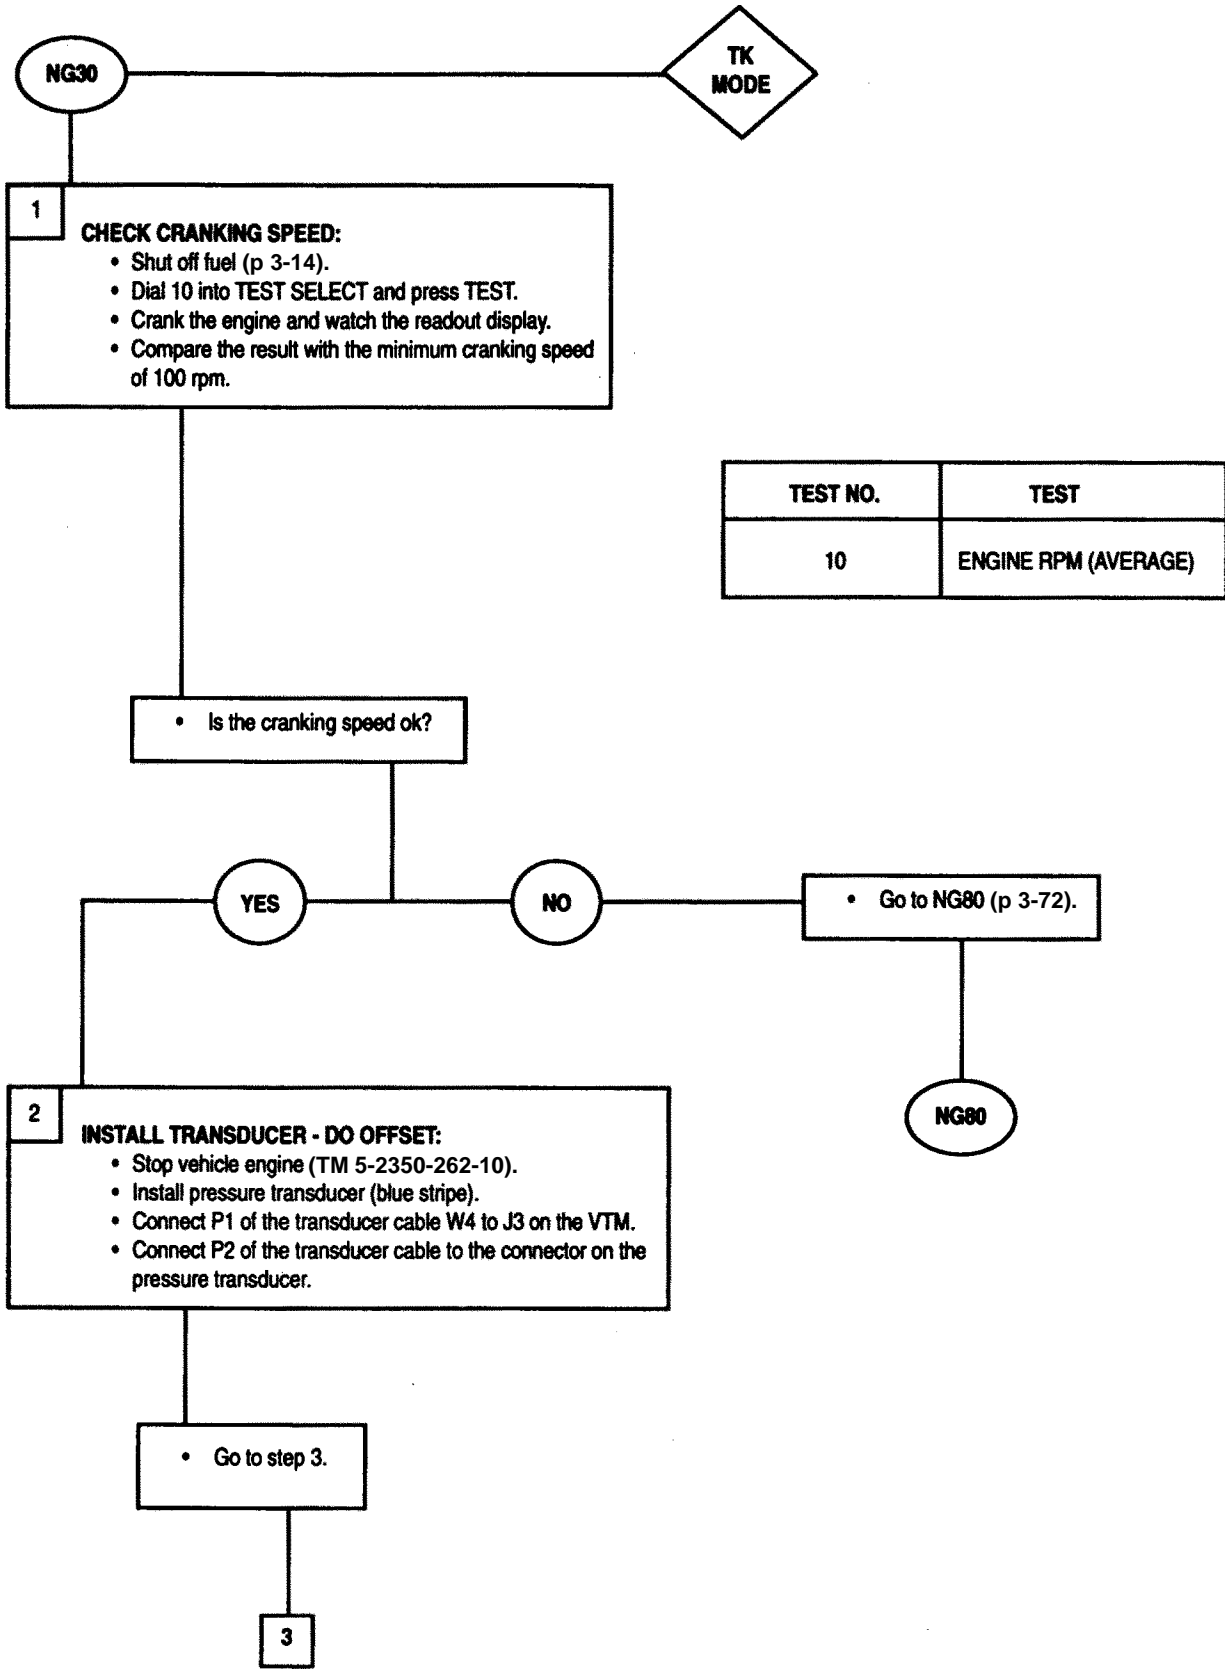 NG30
TK
MODE
1
CHECK CRANKING SPEED:
• Shut off fuel (p 3-14).
• Dial 10 into TEST SELECT and press TEST.
• Crank the engine and watch the readout display.
• Compare the result with the minimum cranking speed
of 100 rpm.
TEST NO. TEST
10 ENGINE RPM (AVERAGE)
• Is the cranking speed ok?
YES
NO
• Go to NG80 (p 3-72).
NG80
2
INSTALL TRANSDUCER - DO OFFSET:
• Stop vehicle engine (TM 5-2350-262-10).
• Install pressure transducer (blue stripe).
• Connect P1 of the transducer cable W4 to J3 on the VTM.
• Connect P2 of the transducer cable to the connector on the
pressure transducer.
• Go to step 3.
3